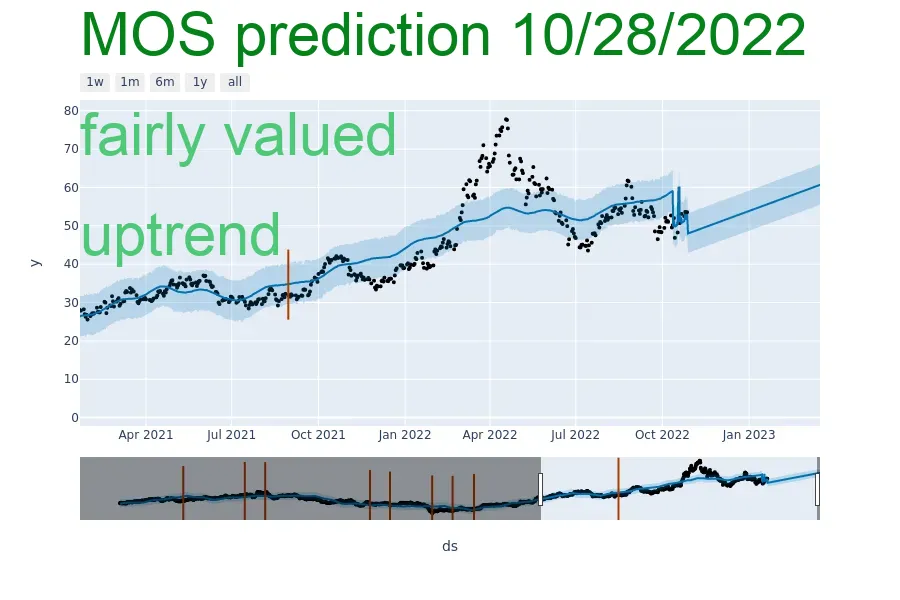 MOS prediction 10/28/2022
1w 1m 6m 1y all
80
fairly valued
70
60
50
uptrend
y
40
30
20
10
0
Apr 2021 Jul 2021 Oct 2021 Jan 2022 Apr 2022 Jul 2022 Oct 2022 Jan 2023
ds